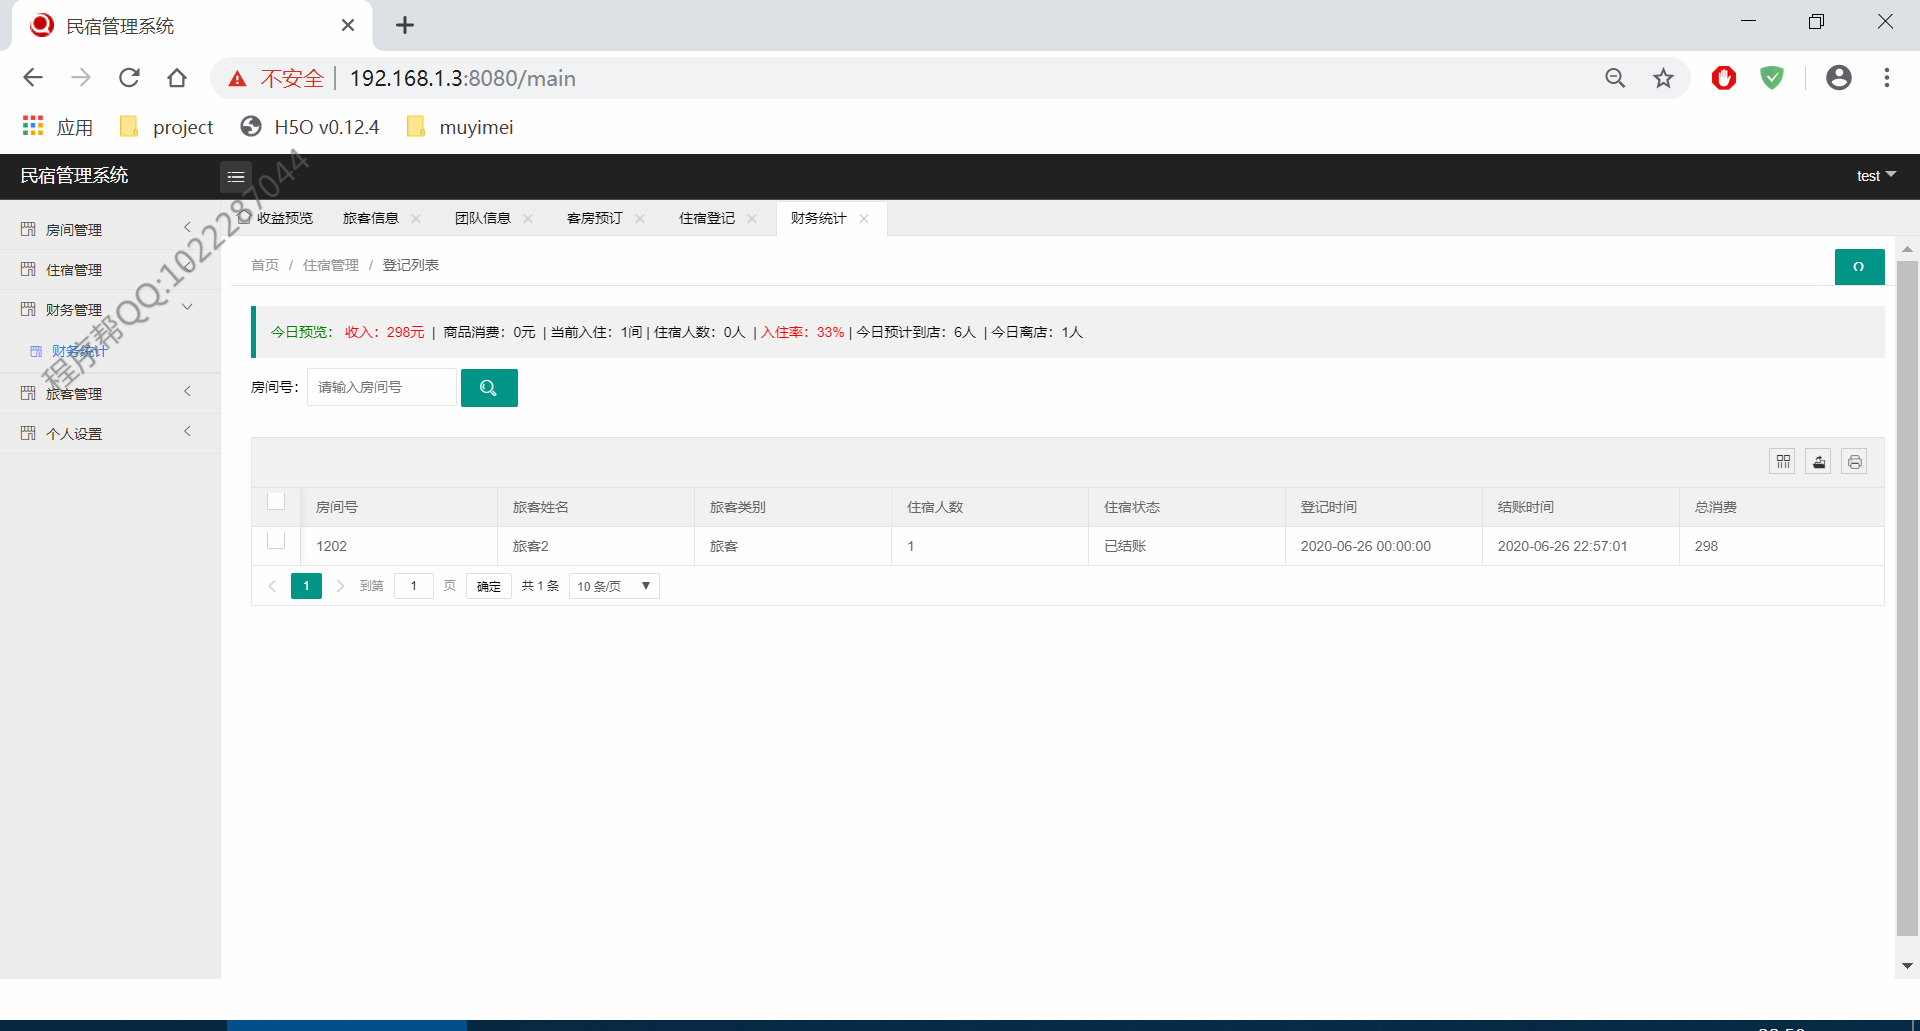 民宿管理系统
不安全 192.168.1.3:8080/main
应用 project H5O v0.12.4 muyimei
民宿管理系统 test
收益预览 旅客信息 团队信息 客房预订 住宿登记 财务统计
房间管理
住宿管理
财务管理
财务统计
旅客管理
个人设置
程序帮QQ:1022287044
首页 / 住宿管理 / 登记列表
今日预览： 收入：298元 | 商品消费：0元 | 当前入住：1间 | 住宿人数：0人 | 入住率：33% | 今日预计到店：6人 | 今日离店：1人
房间号： 请输入房间号
房间号 旅客姓名 旅客类别 住宿人数 住宿状态 登记时间 结账时间 总消费
1202 旅客2 旅客 1 已结账 2020-06-26 00:00:00 2020-06-26 22:57:01 298
1 到第 1 页 确定 共 1 条 10 条/页